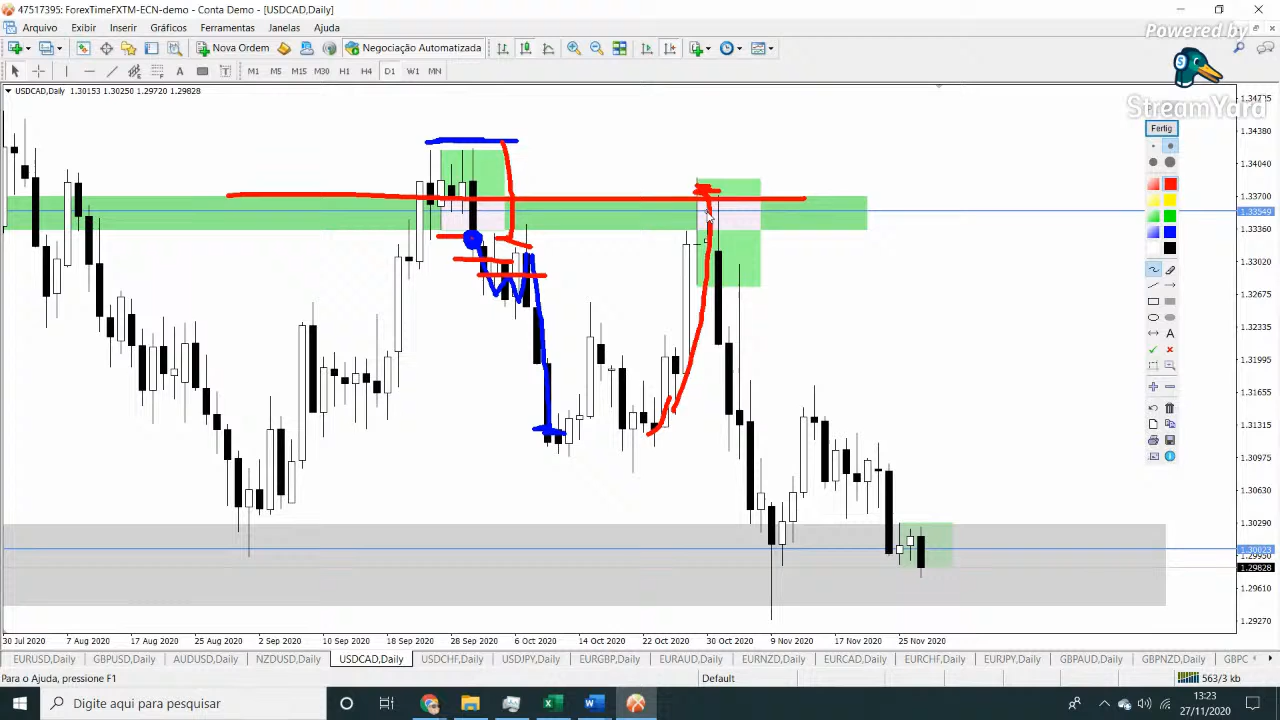 47517395: ForexTimeFXTM-ECN-demo - Conta Demo - [USDCAD,Daily]
Powered by
Arquivo Exibir Inserir Gráficos Ferramentas Janelas Ajuda
Nova Ordem Negociação Automatizada
A T M1 M5 M15 M30 H1 H4 D1 W1 MN
USDCAD,Daily 1.30153 1.30250 1.29720 1.29828
StreamYard
Fertig
A
1.34380
1.34040
1.33700
1.33549
1.33360
1.33020
1.32675
1.32335
1.31995
1.31655
1.31315
1.30975
1.30630
1.30290
1.30023
1.29950
1.29828
1.29610
1.29270
30 Jul 2020 7 Aug 2020 17 Aug 2020 25 Aug 2020 2 Sep 2020 10 Sep 2020 18 Sep 2020 28 Sep 2020 6 Oct 2020 14 Oct 2020 22 Oct 2020 30 Oct 2020 9 Nov 2020 17 Nov 2020 25 Nov 2020
EURUSD,Daily GBPUSD,Daily AUDUSD,Daily NZDUSD,Daily USDCAD,Daily USDCHF,Daily USDJPY,Daily EURGBP,Daily EURAUD,Daily EURNZD,Daily EURCAD,Daily EURCHF,Daily EURJPY,Daily GBPAUD,Daily GBPNZD,Daily GBPC
Para o Ajuda, pressione F1 Default 563/3 kb
Digite aqui para pesquisar
13:23
27/11/2020